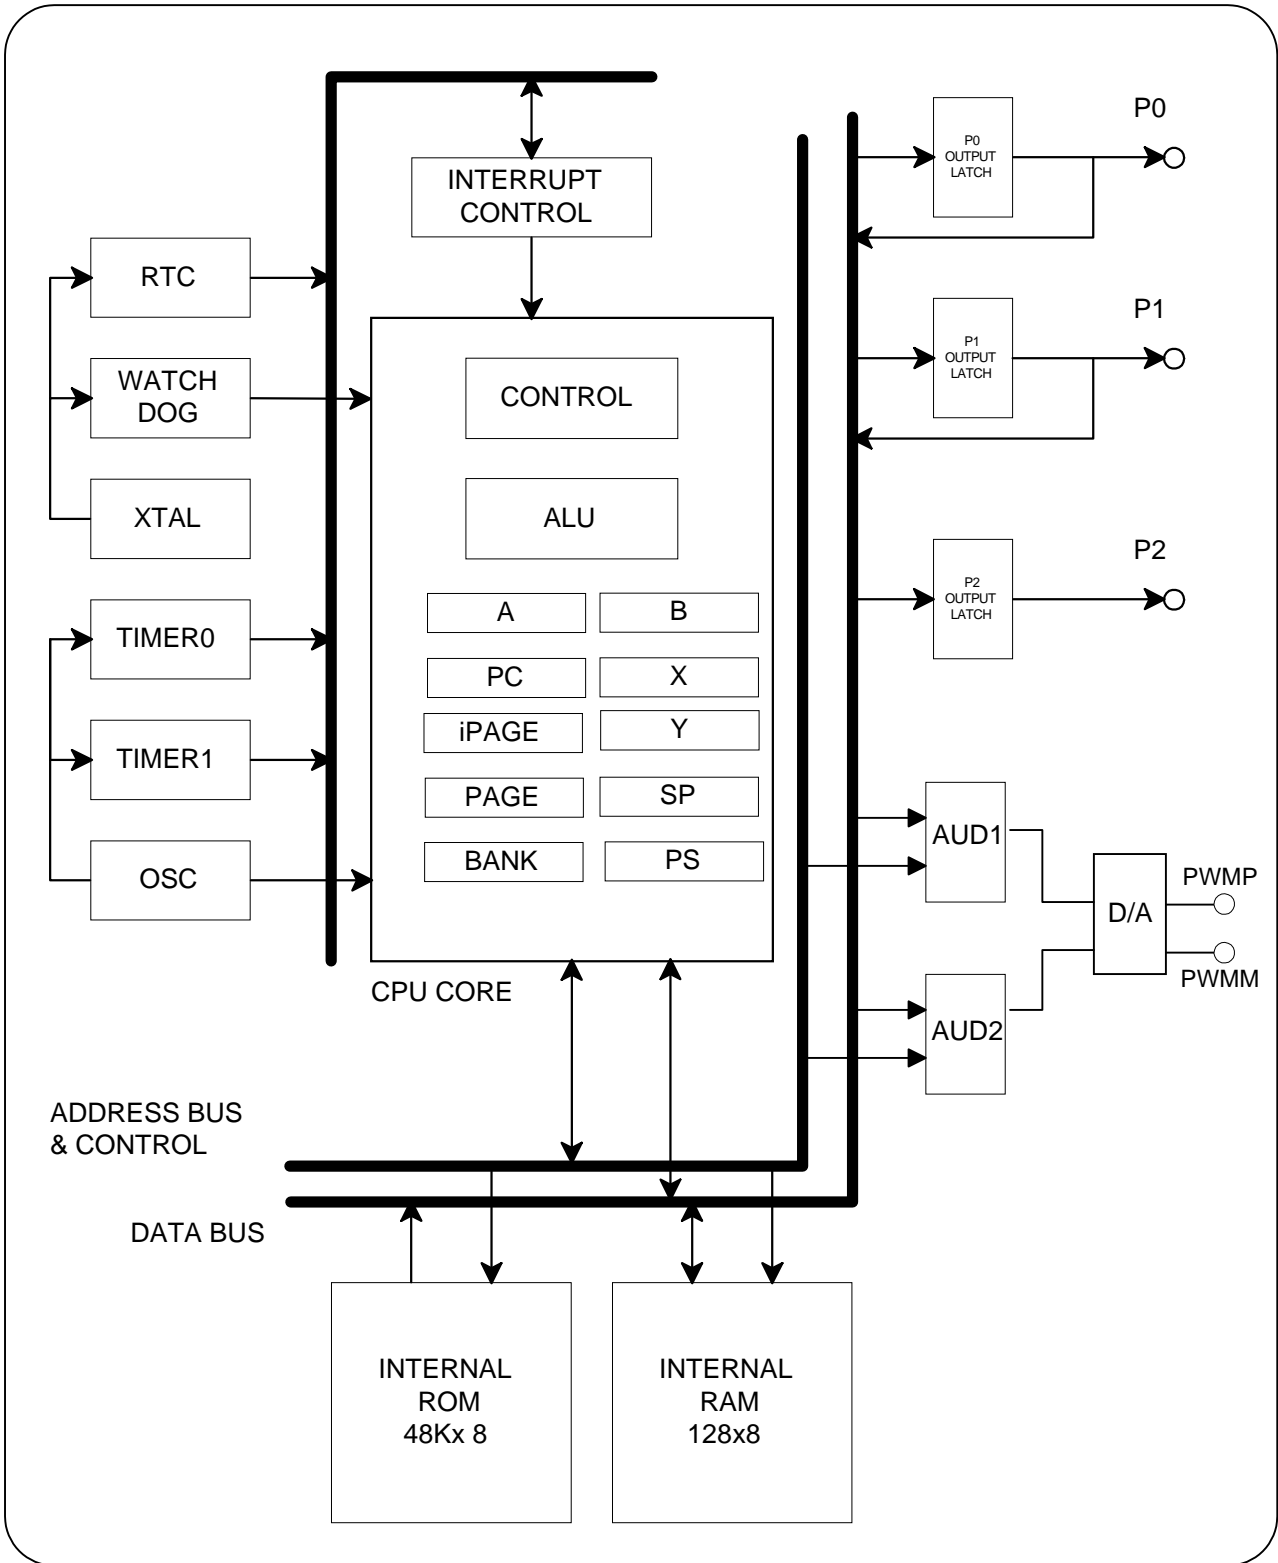 P0
P0
OUTPUT
LATCH
INTERRUPT
CONTROL
RTC
P1
P1
OUTPUT
LATCH
WATCH
DOG
CONTROL
XTAL
ALU
P2
P2
OUTPUT
LATCH
TIMER0
A
B
PC
X
TIMER1
iPAGE
Y
PAGE
SP
BANK
PS
OSC
AUD1
D/A
PWMP
PWMM
AUD2
CPU CORE
ADDRESS BUS
& CONTROL
DATA BUS
INTERNAL
ROM
48Kx 8
INTERNAL
RAM
128x8